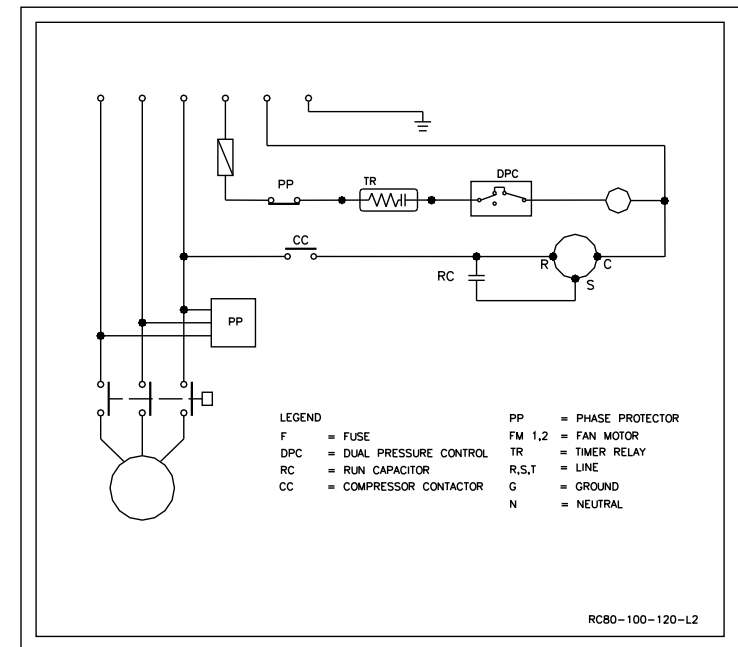 DPC
PP
TR
CC
R
C
RC
S
PP
LEGEND
F = FUSE
DPC = DUAL PRESSURE CONTROL
RC = RUN CAPACITOR
CC = COMPRESSOR CONTACTOR
PP = PHASE PROTECTOR
FM 1,2 = FAN MOTOR
TR = TIMER RELAY
R,S,T = LINE
G = GROUND
N = NEUTRAL
RC80-100-120-L2